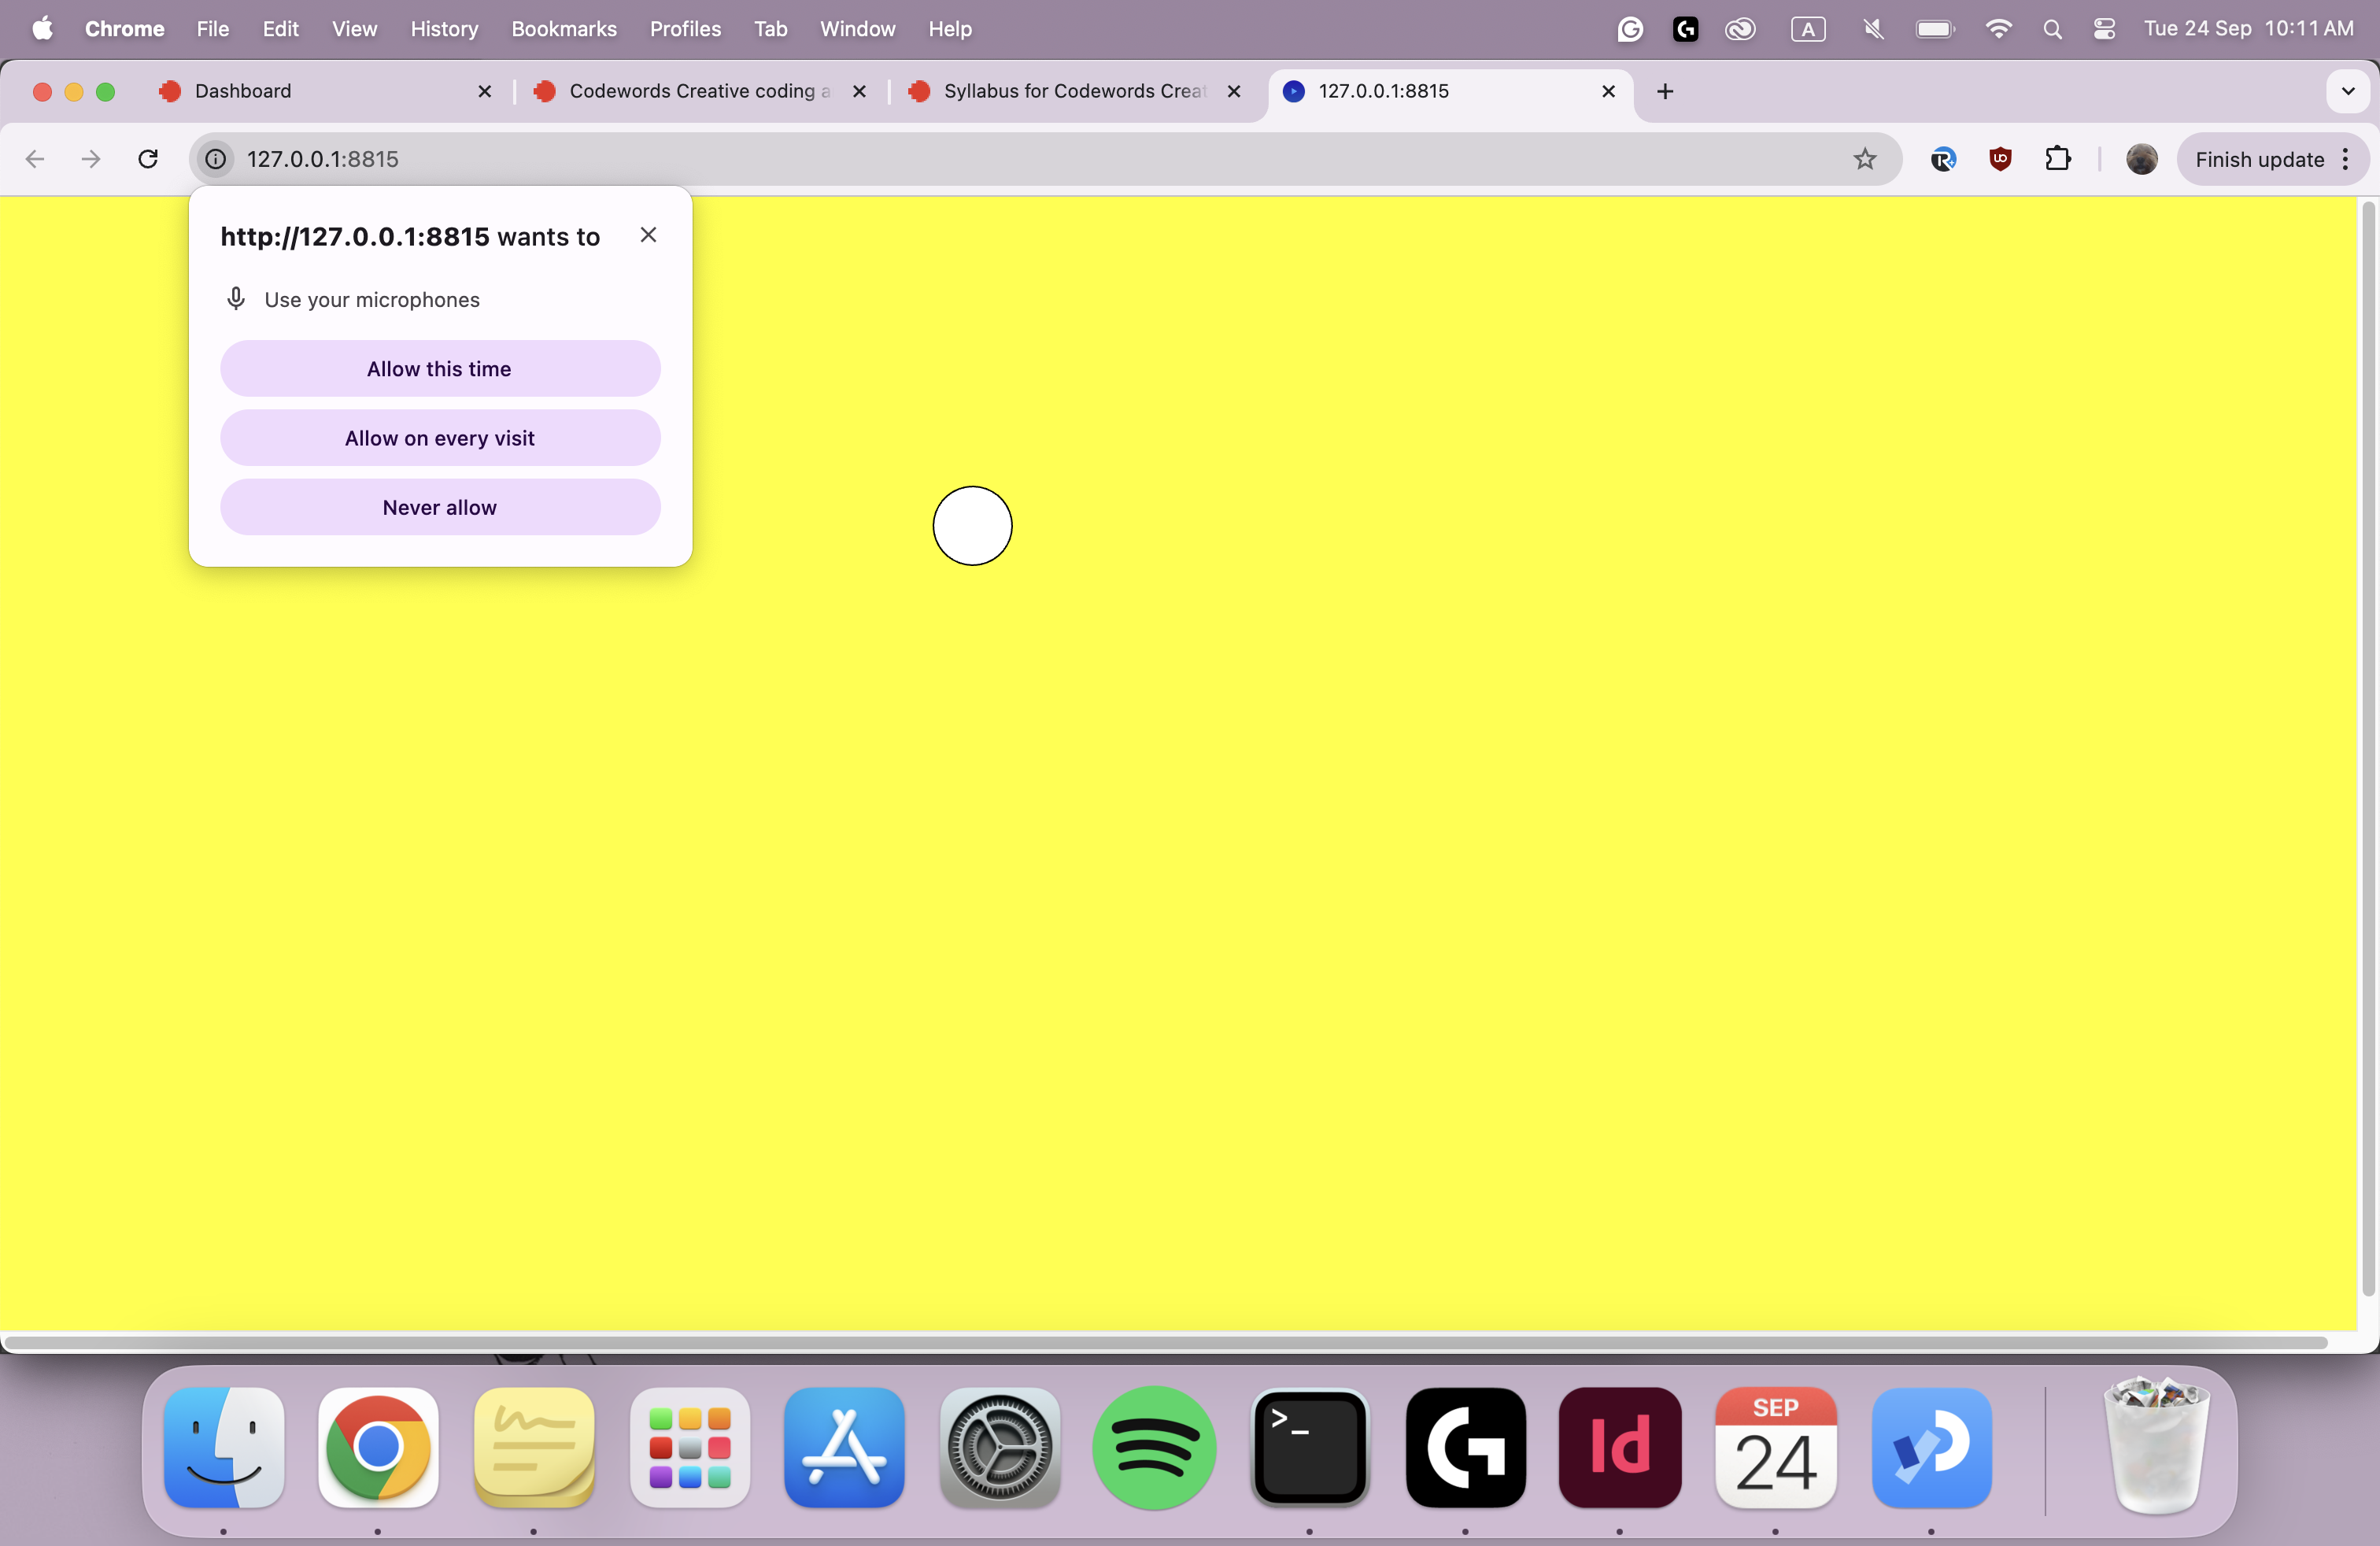 Chrome File Edit View History Bookmarks Profiles Tab Window Help A Tue 24 Sep 10:11 AM
Dashboard Codewords Creative coding a Syllabus for Codewords Creat 127.0.0.1:8815
127.0.0.1:8815 Finish update
http://127.0.0.1:8815 wants to
Use your microphones
Allow this time
Allow on every visit
Never allow
>_ Id SEP
24